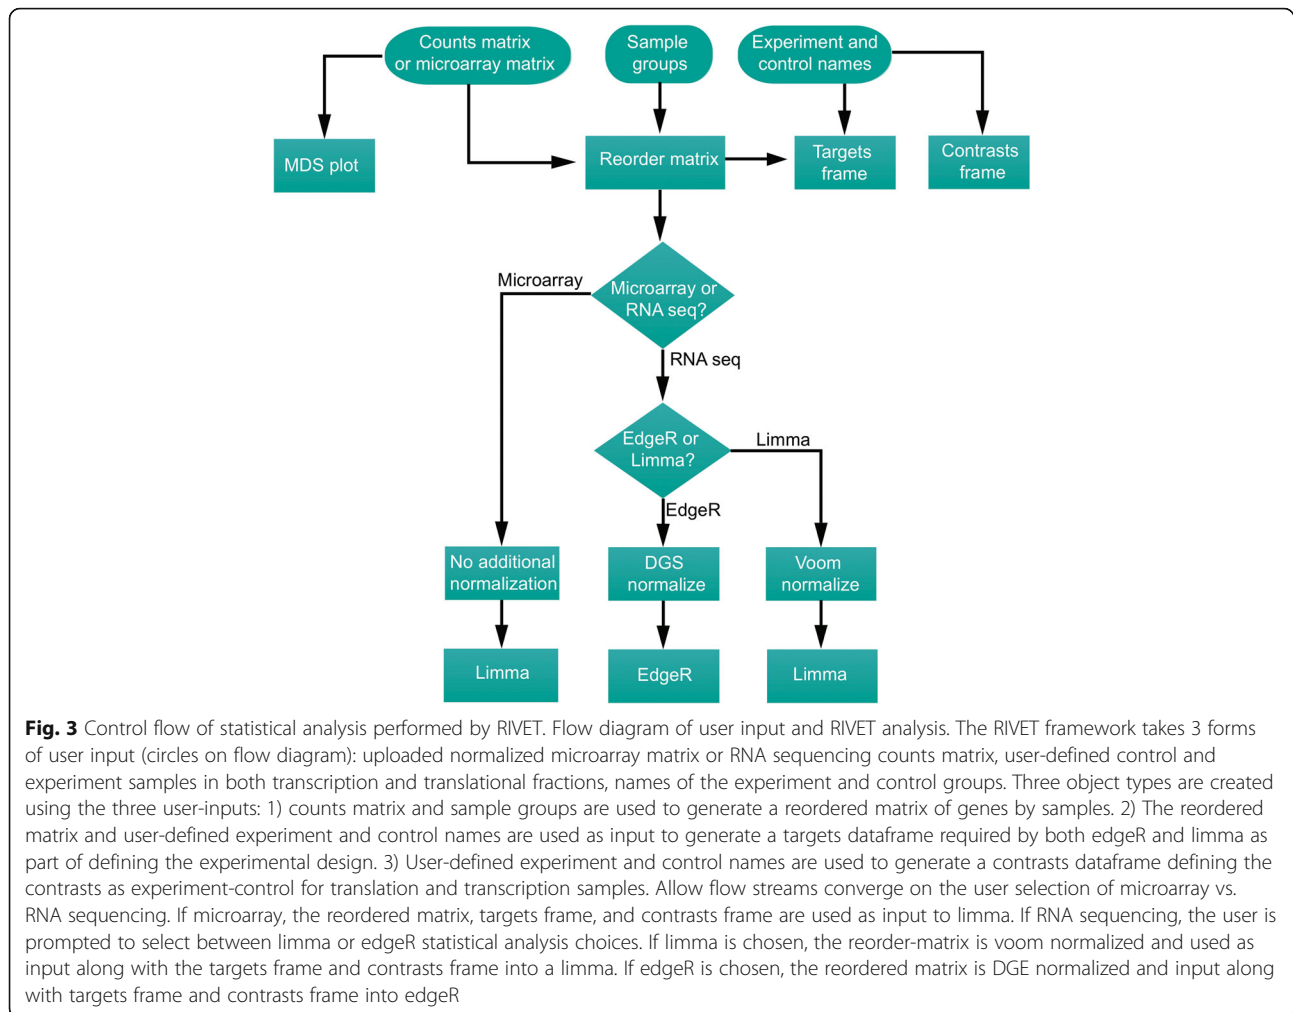 Counts matrix
or microarray matrix
Sample
groups
Experiment and
control names
MDS plot
Reorder matrix
Targets
frame
Contrasts
frame
Microarray
Microarray or
RNA seq?
RNA seq
EdgeR or
Limma?
Limma
EdgeR
No additional
normalization
DGS
normalize
Voom
normalize
Limma
EdgeR
Limma
Fig. 3 Control flow of statistical analysis performed by RIVET. Flow diagram of user input and RIVET analysis. The RIVET framework takes 3 forms
of user input (circles on flow diagram): uploaded normalized microarray matrix or RNA sequencing counts matrix, user-defined control and
experiment samples in both transcription and translational fractions, names of the experiment and control groups. Three object types are created
using the three user-inputs: 1) counts matrix and sample groups are used to generate a reordered matrix of genes by samples. 2) The reordered
matrix and user-defined experiment and control names are used as input to generate a targets dataframe required by both edgeR and limma as
part of defining the experimental design. 3) User-defined experiment and control names are used to generate a contrasts dataframe defining the
contrasts as experiment-control for translation and transcription samples. Allow flow streams converge on the user selection of microarray vs.
RNA sequencing. If microarray, the reordered matrix, targets frame, and contrasts frame are used as input to limma. If RNA sequencing, the user is
prompted to select between limma or edgeR statistical analysis choices. If limma is chosen, the reorder-matrix is voom normalized and used as
input along with the targets frame and contrasts frame into a limma. If edgeR is chosen, the reordered matrix is DGE normalized and input along
with targets frame and contrasts frame into edgeR